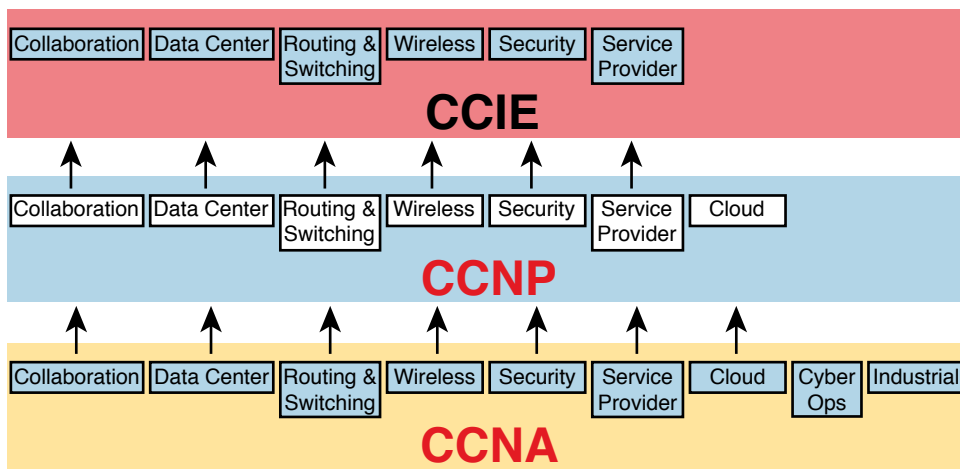 Collaboration Data Center Routing & Wireless Security Service
Switching Provider
CCIE
Collaboration Data Center Routing & Wireless Security Service Cloud
Switching Provider
CCNP
Collaboration Data Center Routing & Wireless Security Service Cloud Cyber Industrial
Switching Provider Ops
CCNA